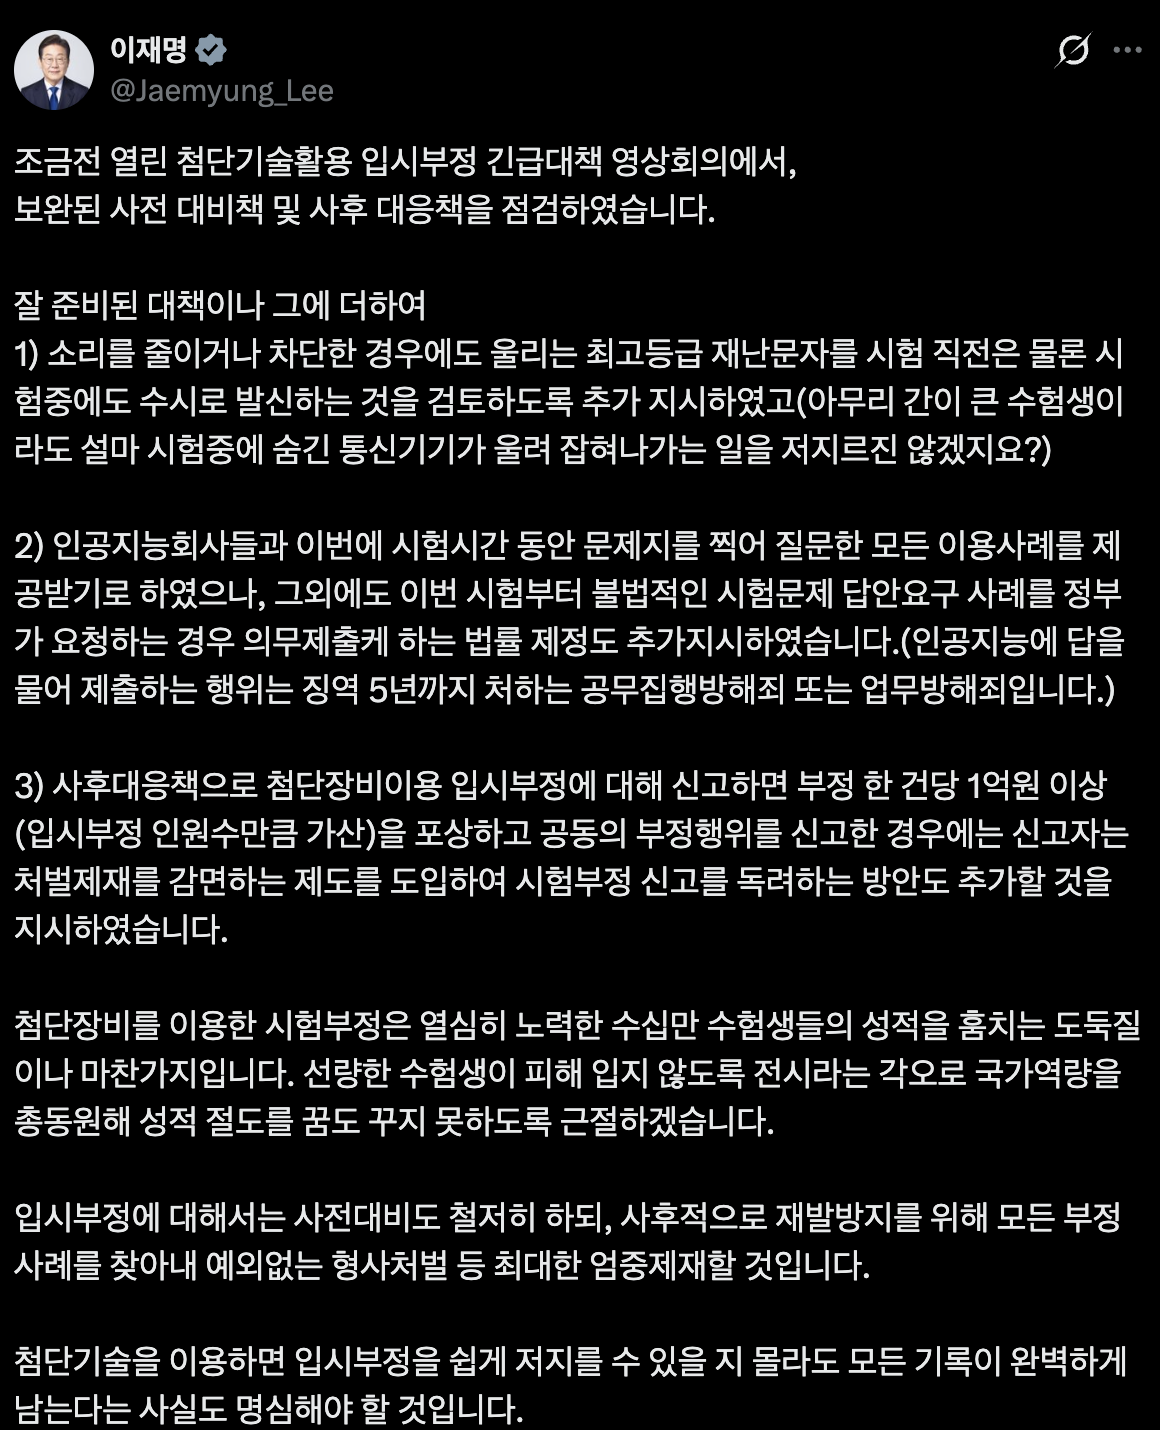 이재명
@Jaemyung_Lee
조금전 열린 첨단기술활용 입시부정 긴급대책 영상회의에서,
보완된 사전 대비책 및 사후 대응책을 점검하였습니다.
잘 준비된 대책이나 그에 더하여
1) 소리를 줄이거나 차단한 경우에도 울리는 최고등급 재난문자를 시험 직전은 물론 시
험중에도 수시로 발신하는 것을 검토하도록 추가 지시하였고(아무리 간이 큰 수험생이
라도 설마 시험중에 숨긴 통신기기가 울려 잡혀나가는 일을 저지르진 않겠지요?)
2) 인공지능회사들과 이번에 시험시간 동안 문제지를 찍어 질문한 모든 이용사례를 제
공받기로 하였으나, 그외에도 이번 시험부터 불법적인 시험문제 답안요구 사례를 정부
가 요청하는 경우 의무제출케 하는 법률 제정도 추가지시하였습니다.(인공지능에 답을
물어 제출하는 행위는 징역 5년까지 처하는 공무집행방해죄 또는 업무방해죄입니다.)
3) 사후대응책으로 첨단장비이용 입시부정에 대해 신고하면 부정 한 건당 1억원 이상
(입시부정 인원수만큼 가산)을 포상하고 공동의 부정행위를 신고한 경우에는 신고자는
처벌제재를 감면하는 제도를 도입하여 시험부정 신고를 독려하는 방안도 추가할 것을
지시하였습니다.
첨단장비를 이용한 시험부정은 열심히 노력한 수십만 수험생들의 성적을 훔치는 도둑질
이나 마찬가지입니다. 선량한 수험생이 피해 입지 않도록 전시라는 각오로 국가역량을
총동원해 성적 절도를 꿈도 꾸지 못하도록 근절하겠습니다.
입시부정에 대해서는 사전대비도 철저히 하되, 사후적으로 재발방지를 위해 모든 부정
사례를 찾아내 예외없는 형사처벌 등 최대한 엄중제재할 것입니다.
첨단기술을 이용하면 입시부정을 쉽게 저지를 수 있을 지 몰라도 모든 기록이 완벽하게
남는다는 사실도 명심해야 할 것입니다.